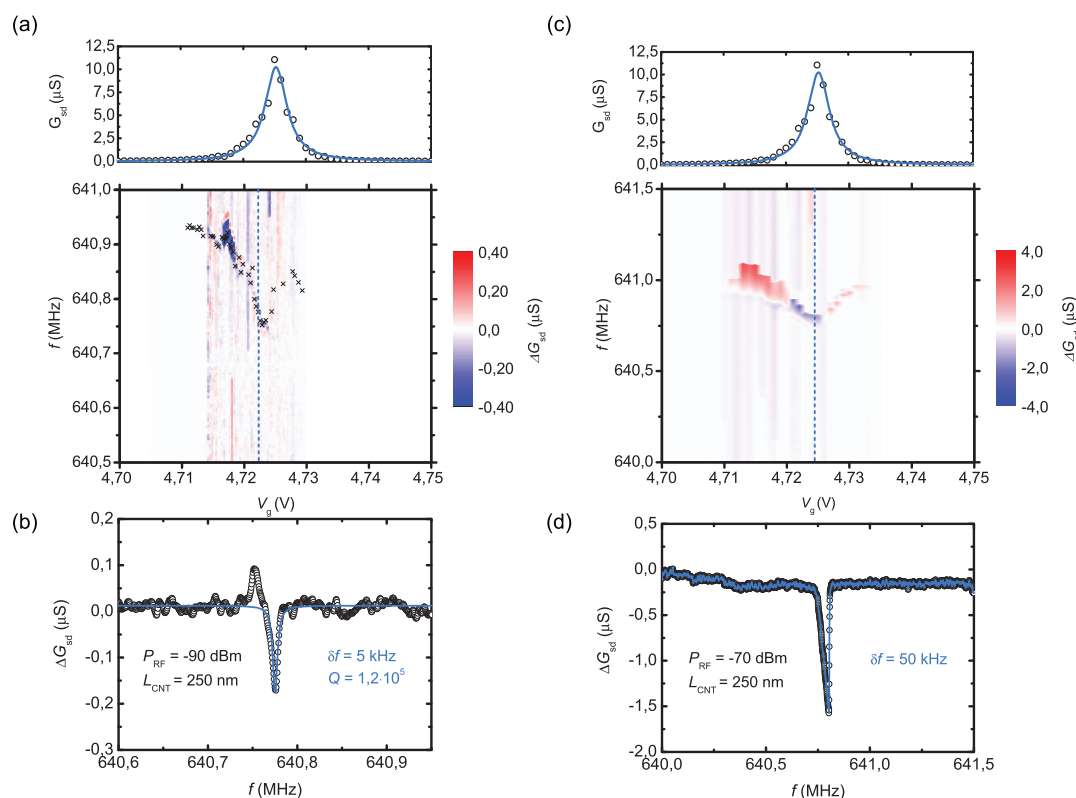 (a)
12,5
10,0
7,5
5,0
2,5
0,0
G_sd (μS)
641,0
640,9
640,8
640,7
640,6
640,5
f (MHz)
4,70 4,71 4,72 4,73 4,74 4,75
V_g (V)
0,40
0,20
0,0
-0,20
-0,40
ΔG_sd (μS)
(b)
0,2
0,1
0,0
-0,1
-0,2
-0,3
ΔG_sd (μS)
P_RF = -90 dBm
L_CNT = 250 nm
δf = 5 kHz
Q = 1,2·10^5
640,6 640,7 640,8 640,9
f (MHz)
(c)
12,5
10,0
7,5
5,0
2,5
0,0
G_sd (μS)
641,5
641,0
640,5
640,0
f (MHz)
4,70 4,71 4,72 4,73 4,74 4,75
V_g (V)
4,0
2,0
0,0
-2,0
-4,0
(μS)
(d)
0,5
0,0
-0,5
-1,0
-1,5
-2,0
ΔG_sd (μS)
P_RF = -70 dBm
L_CNT = 250 nm
δf = 50 kHz
640,0 640,5 641,0 641,5
f (MHz)